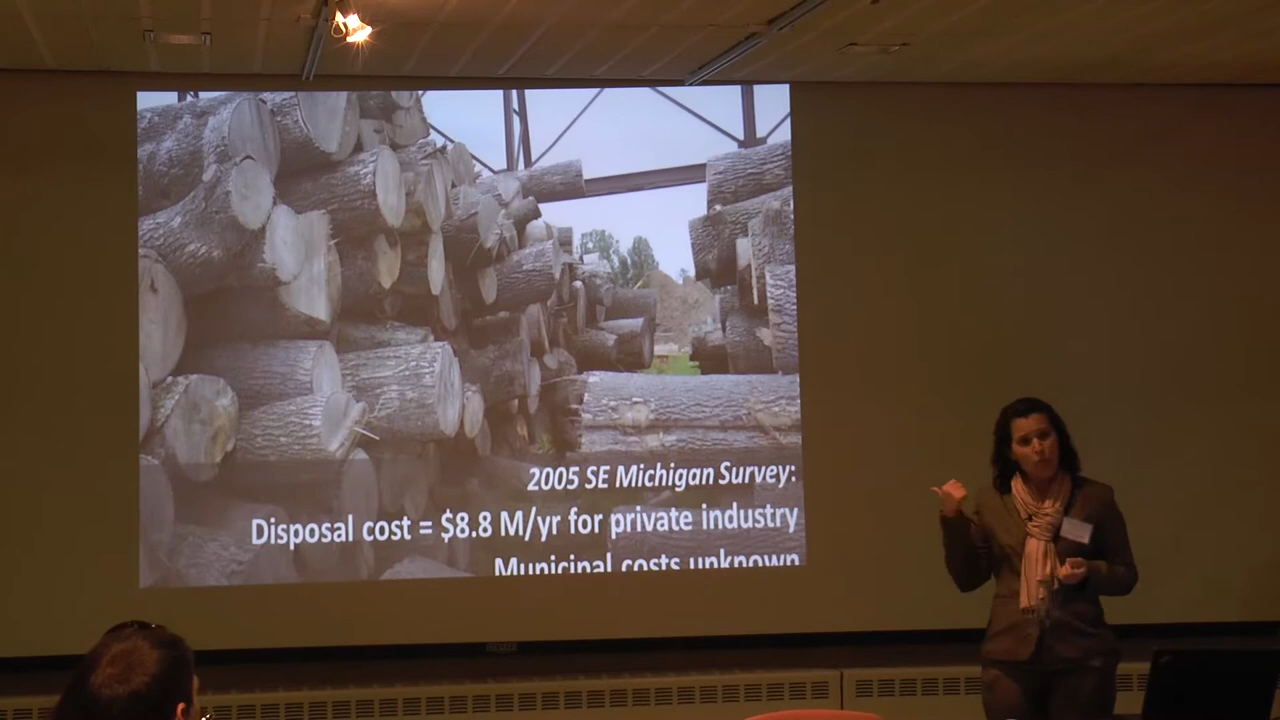 2005 SE Michigan Survey:
Disposal cost = $8.8 M/yr for private industry
Municipal costs unknown